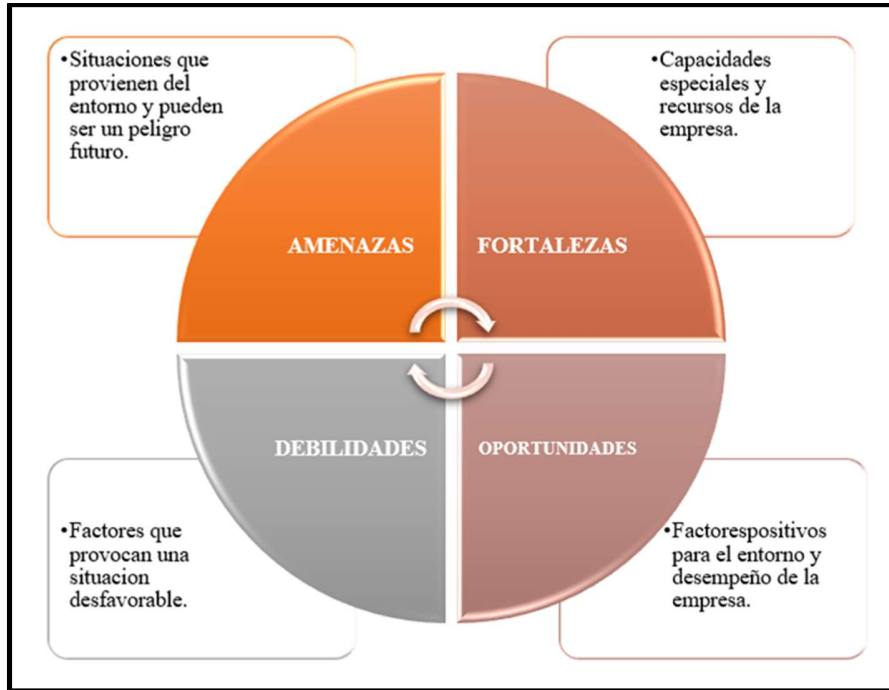 •Situaciones que
provienen del
entorno y pueden
ser un peligro
futuro.
•Capacidades
especiales y
recursos de la
empresa.
AMENAZAS
FORTALEZAS
DEBILIDADES
OPORTUNIDADES
•Factores que
provocan una
situacion
desfavorable.
•Factorespositivos
para el entorno y
desempeño de la
empresa.